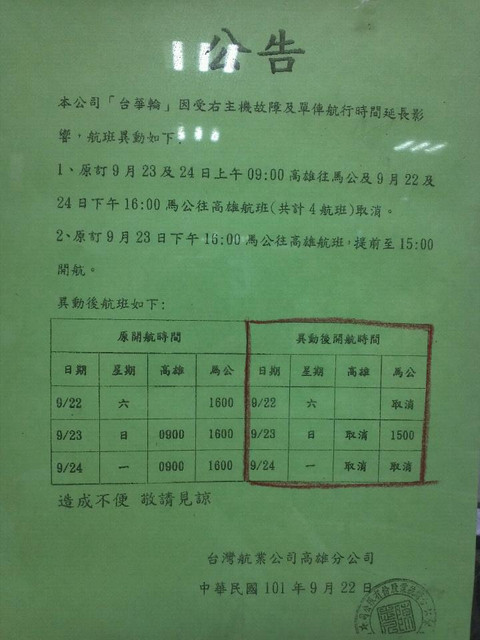 公告
本公司「台華輪」因受右主機故障及單俥航行時間延長影
響，航班異動如下：
1、原訂9月23及24日上午09:00高雄往馬公及9月22及
24日下午16:00馬公往高雄航班(共計4航班)取消。
2、原訂9月23日下午16:00馬公往高雄航班，提前至15:00
開航。
異動後航班如下:
原開航時間 異動後開航時間
日期 星期 高雄 馬公 日期 星期 高雄 馬公
9/22 六 1600 9/22 六 取消
9/23 日 0900 1600 9/23 日 取消 1500
9/24 一 0900 1600 9/24 一 取消 取消
造成不便 敬請見諒
台灣航業公司高雄分公司
中華民國101年9月22日